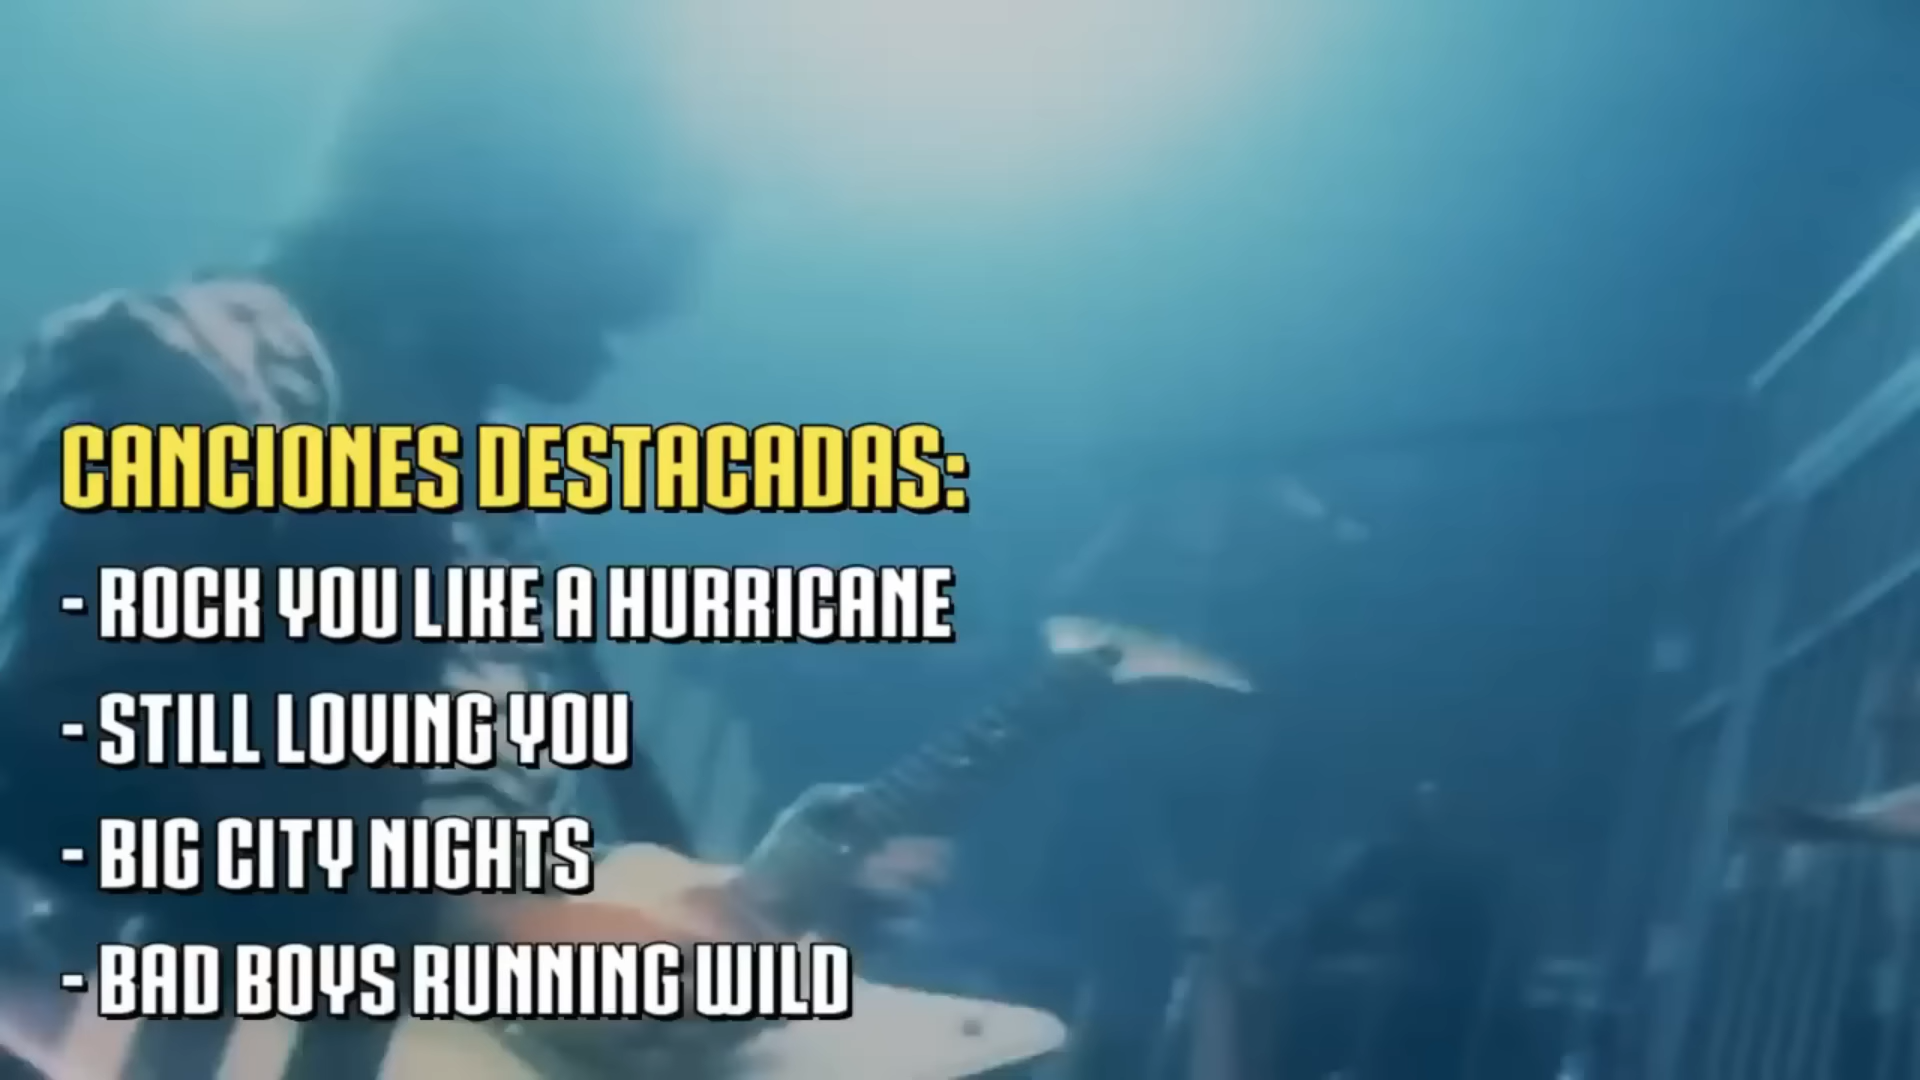 CANCIONES DESTACADAS:
- ROCK YOU LIKE A HURRICANE
- STILL LOVING YOU
- BIG CITY NIGHTS
- BAD BOYS RUNNING WILD